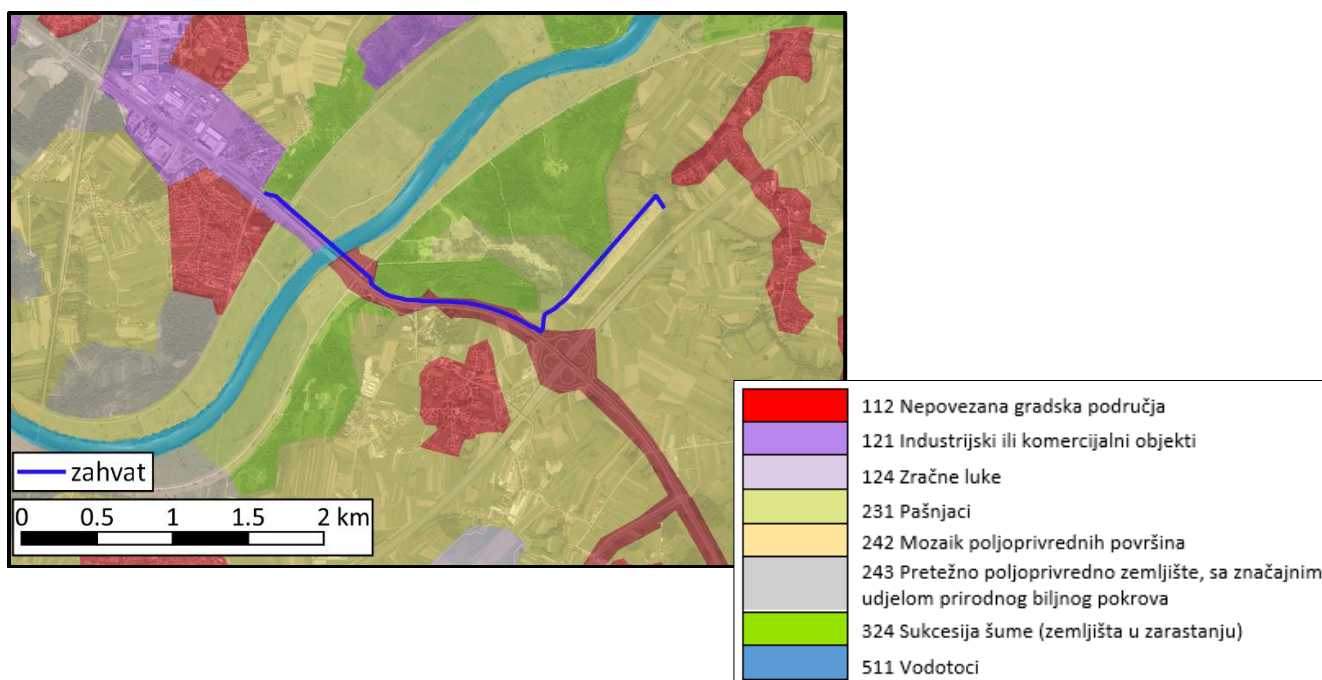 zahvat
0 0.5 1 1.5 2 km
112 Nepovezana gradska područja
121 Industrijski ili komercijalni objekti
124 Zračne luke
231 Pašnjaci
242 Mozaik poljoprivrednih površina
243 Pretežno poljoprivredno zemljište, sa značajnim
udjelom prirodnog biljnog pokrova
324 Sukcesija šume (zemljišta u zarastanju)
511 Vodotoci